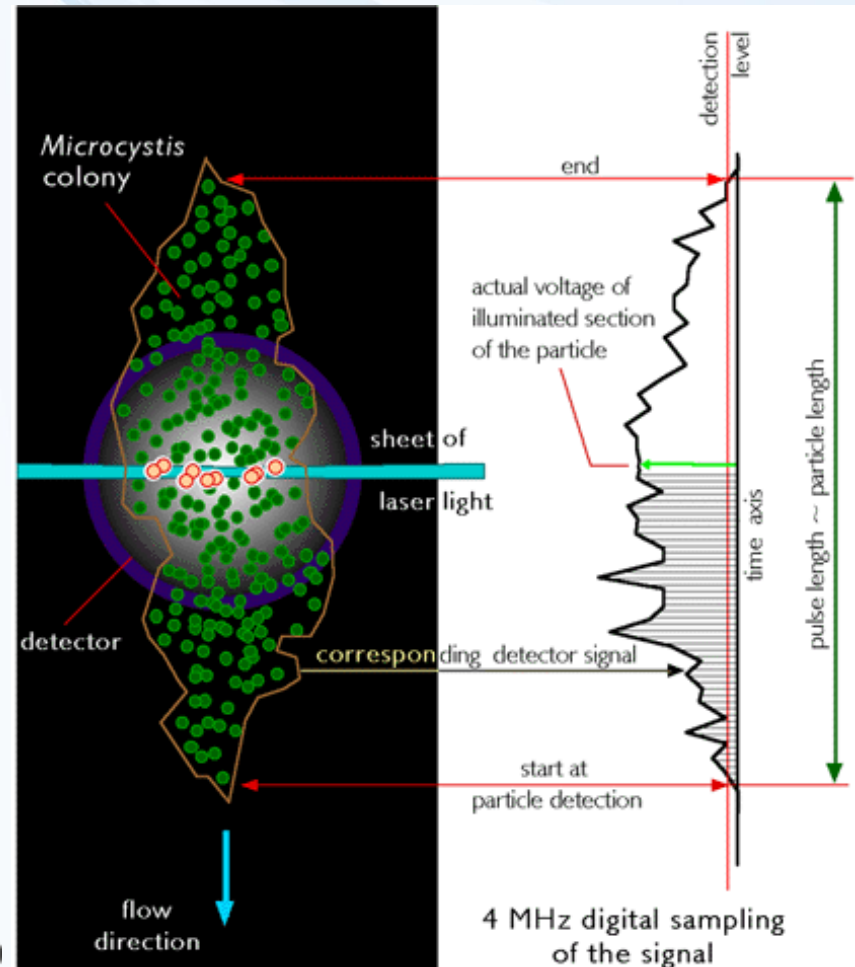 Microcystis
colony
detection
level
end
actual voltage of
illuminated section
of the particle
sheet of
laser light
time axis
pulse length ~ particle length
detector
corresponding detector signal
start at
particle detection
flow
direction
4 MHz digital sampling
of the signal